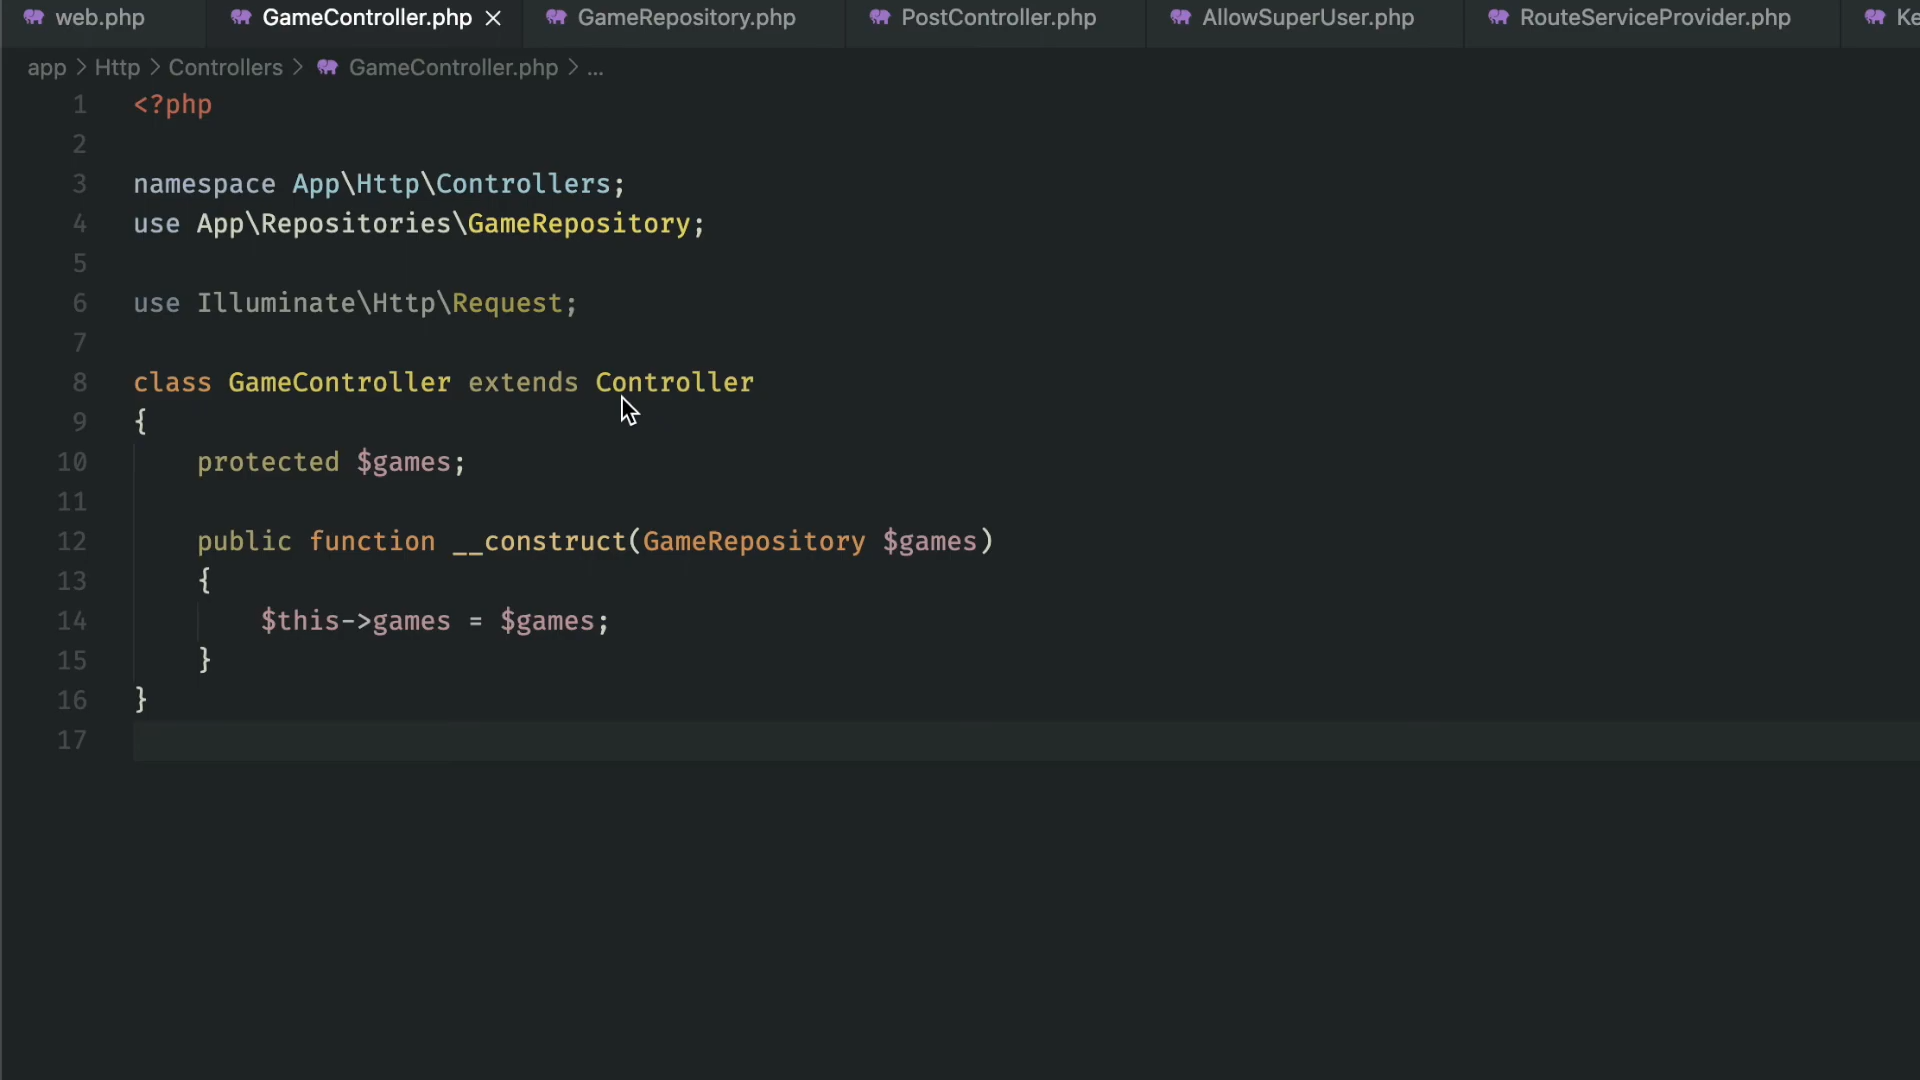 web.php GameController.php GameRepository.php PostController.php AllowSuperUser.php RouteServiceProvider.php Ke
app > Http > Controllers > GameController.php > ...
1 <?php
2
3 namespace App\Http\Controllers;
4 use App\Repositories\GameRepository;
5
6 use Illuminate\Http\Request;
7
8 class GameController extends Controller
9 {
10     protected $games;
11
12     public function __construct(GameRepository $games)
13     {
14         $this->games = $games;
15     }
16 }
17